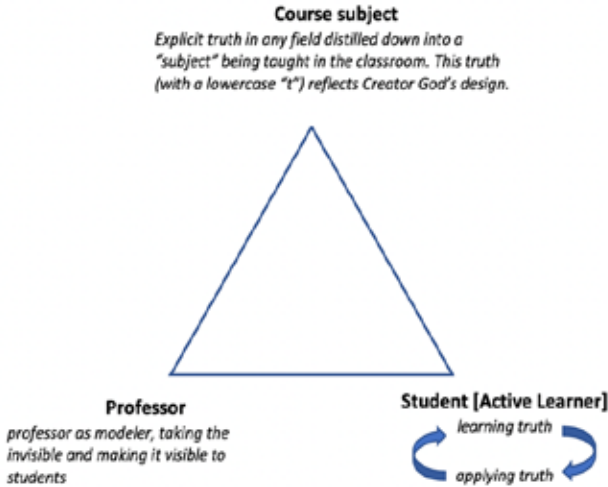 Course subject
Explicit truth in any field distilled down into a
"subject" being taught in the classroom. This truth
(with a lowercase "t") reflects Creator God's design.
Professor
professor as modeler, taking the
invisible and making it visible to
students
Student [Active Learner]
learning truth
applying truth